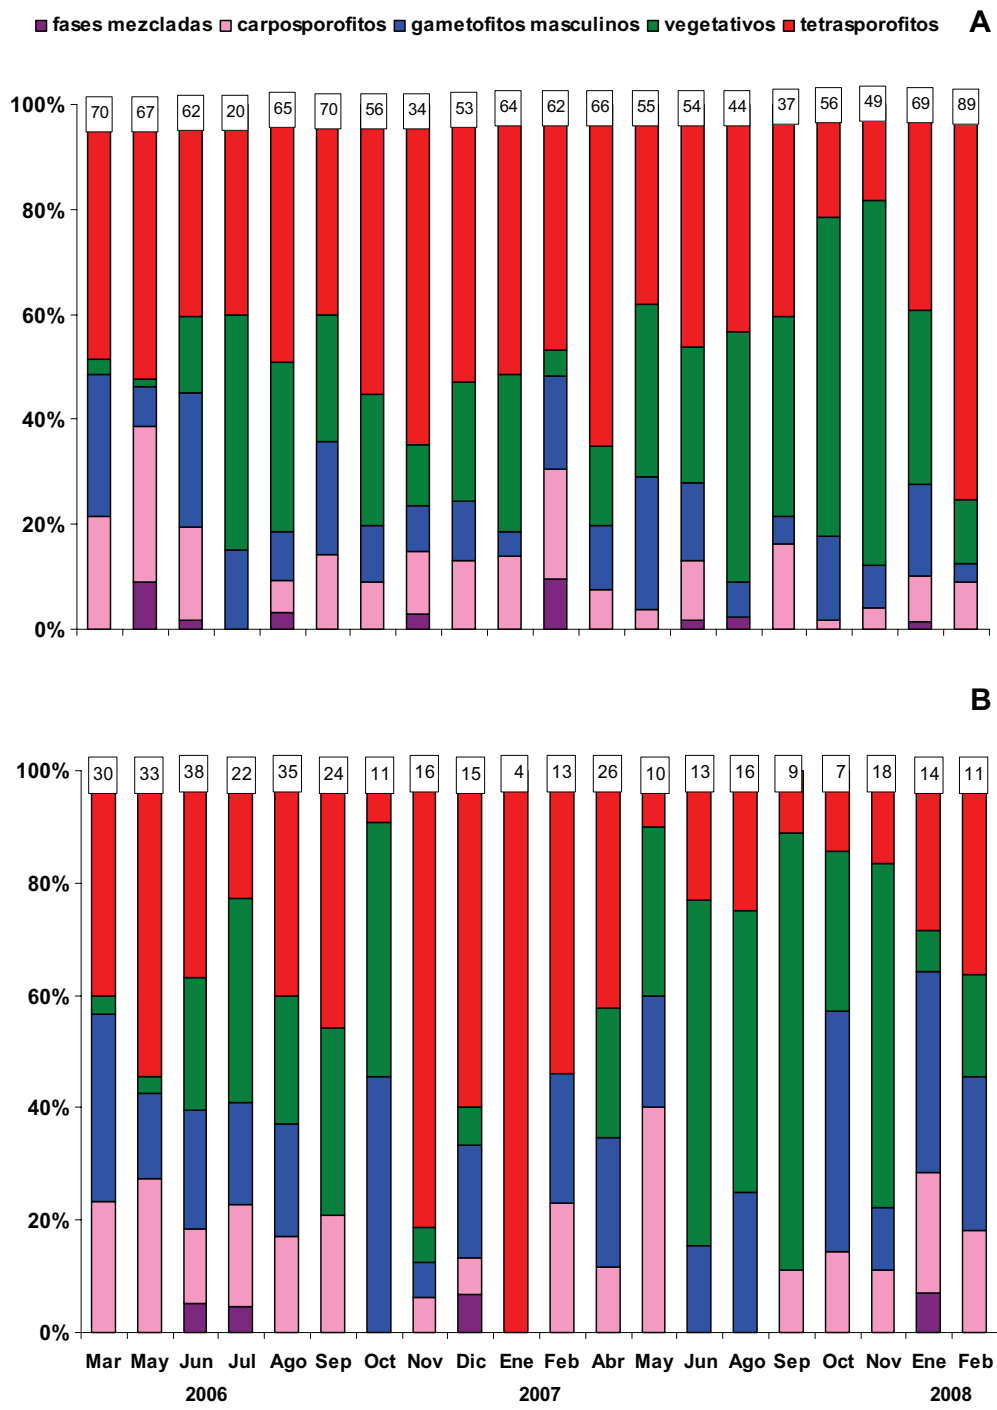 fases mezcladas carposporofitos gametofitos masculinos vegetativos tetrasporofitos A
70 67 62 20 65 70 56 34 53 64 62 66 55 54 44 37 56 49 69 89
100%
80%
60%
40%
20%
0%
B
30 33 38 22 35 24 11 16 15 4 13 26 10 13 16 9 7 18 14 11
100%
80%
60%
40%
20%
0%
Mar May Jun Jul Ago Sep Oct Nov Dic Ene Feb Abr May Jun Ago Sep Oct Nov Ene Feb
2006 2007 2008